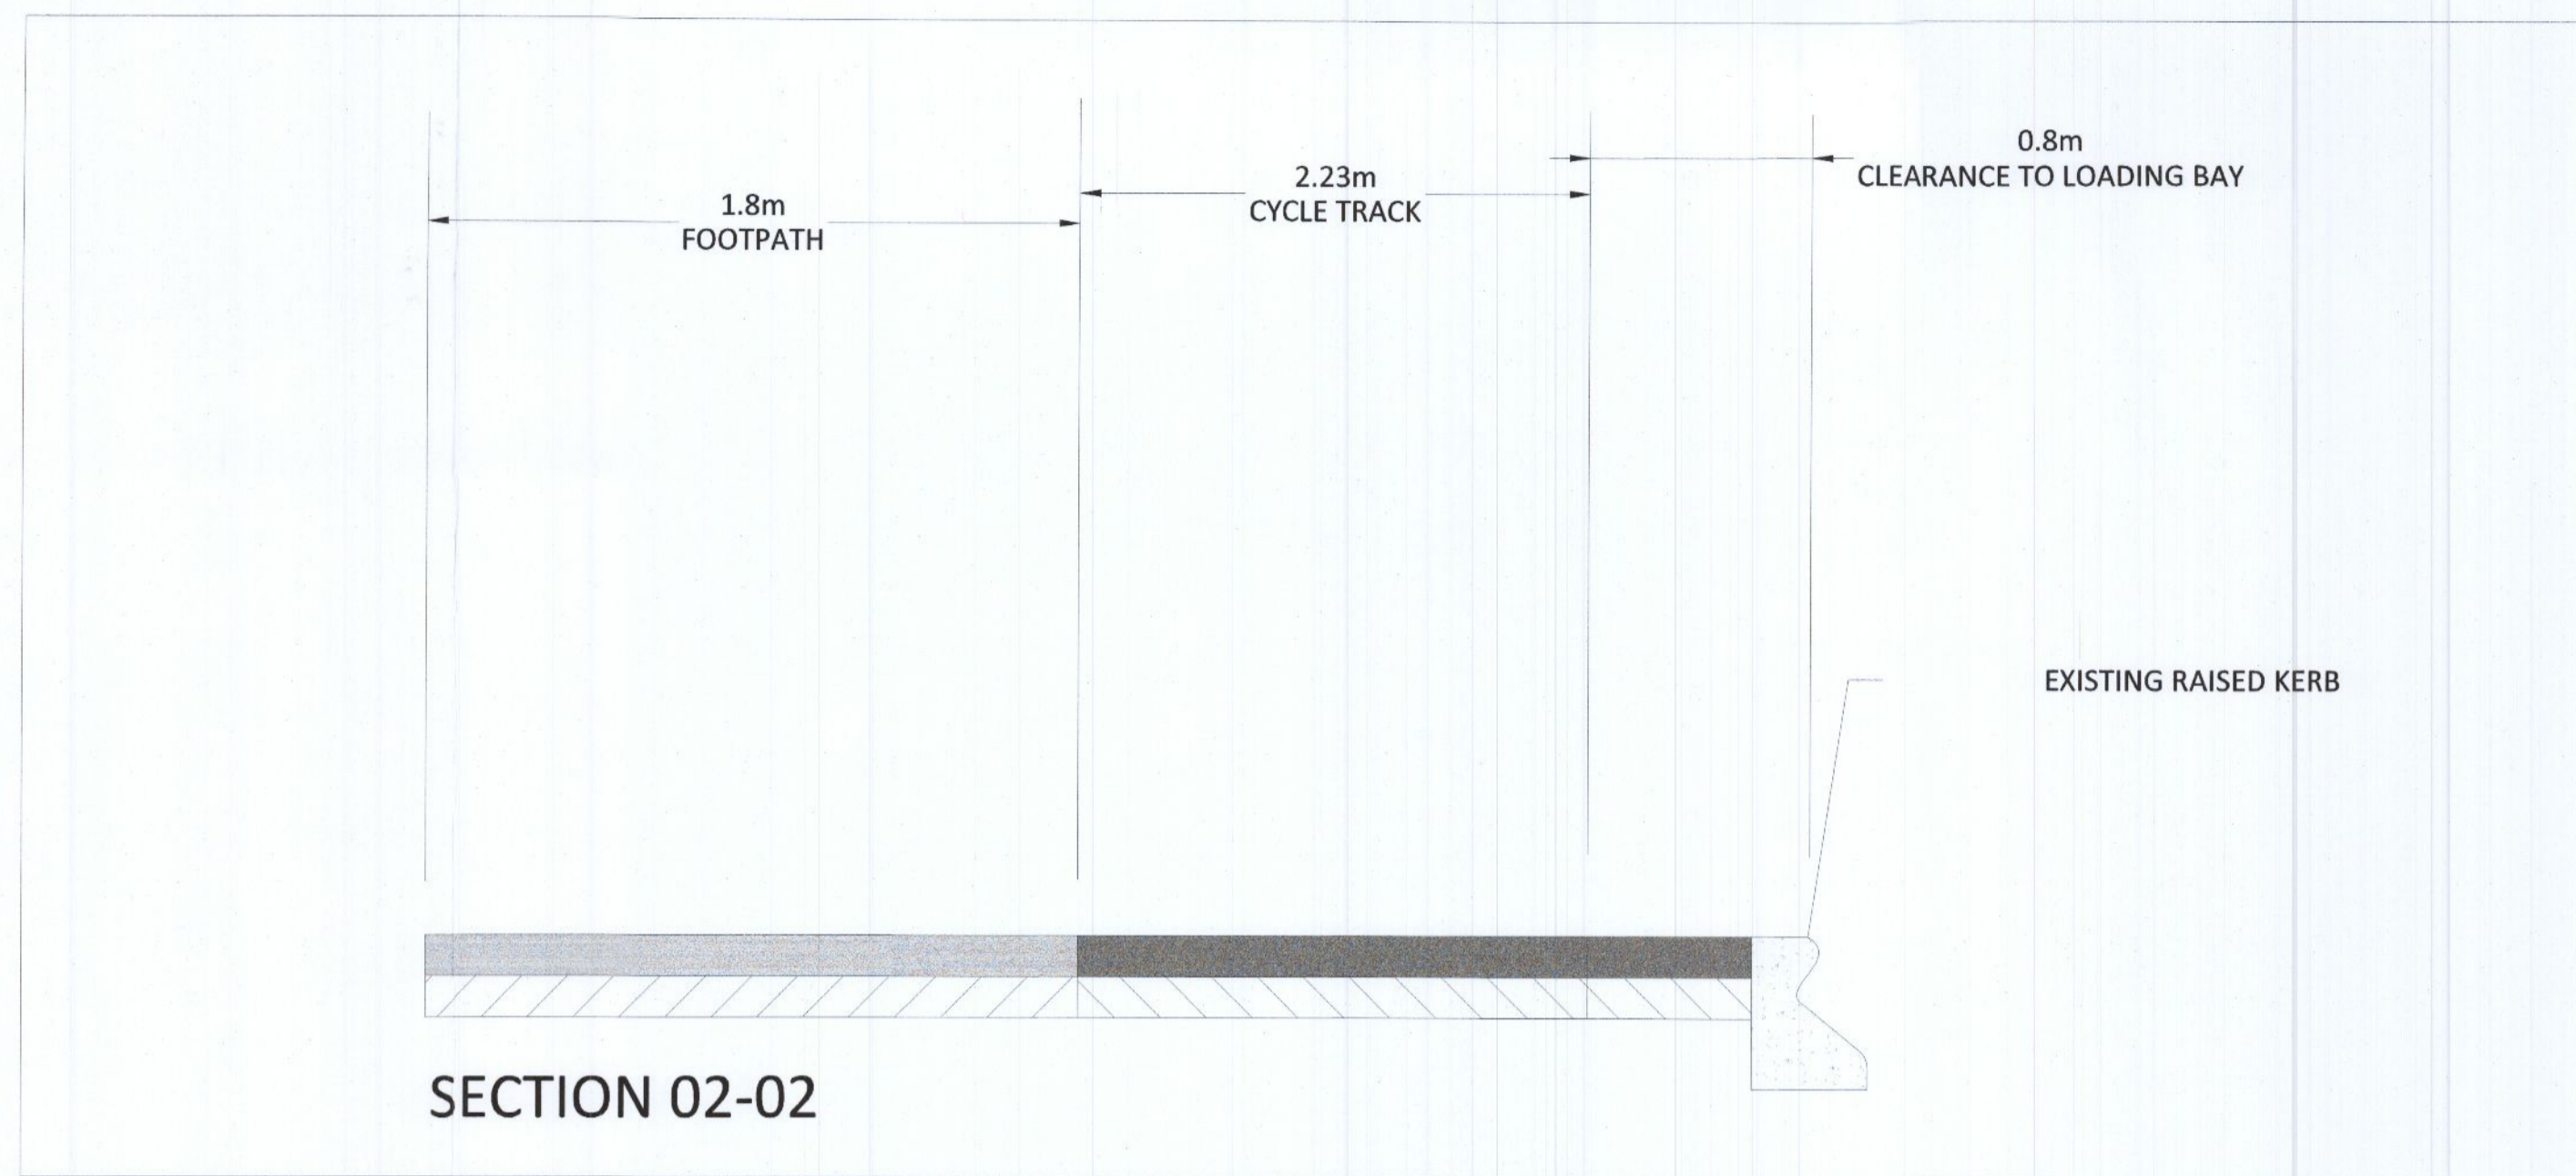 0.8m
CLEARANCE TO LOADING BAY
2.23m
CYCLE TRACK
1.8m
FOOTPATH
EXISTING RAISED KERB
SECTION 02-02